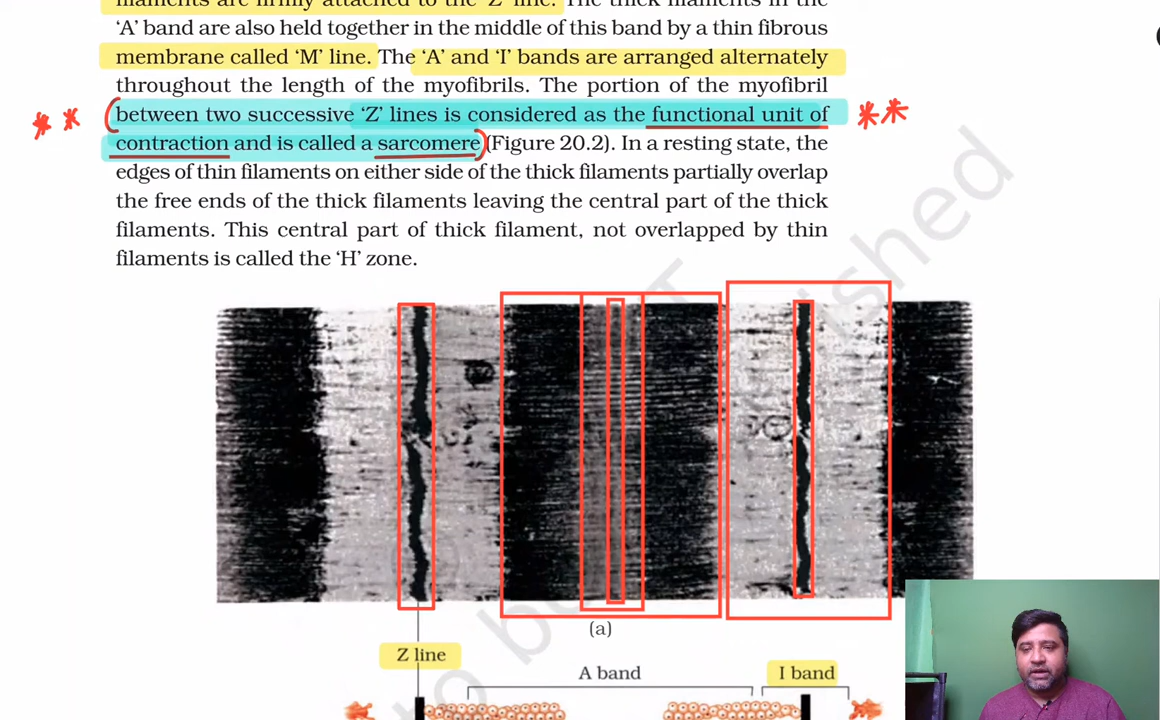 filaments are firmly attached to the 'Z' line. The thick filaments in the
'A' band are also held together in the middle of this band by a thin fibrous
membrane called 'M' line. The 'A' and 'I' bands are arranged alternately
throughout the length of the myofibrils. The portion of the myofibril
between two successive 'Z' lines is considered as the functional unit of
contraction and is called a sarcomere (Figure 20.2). In a resting state, the
edges of thin filaments on either side of the thick filaments partially overlap
the free ends of the thick filaments leaving the central part of the thick
filaments. This central part of thick filament, not overlapped by thin
filaments is called the 'H' zone.
(a)
Z line
A band
I band